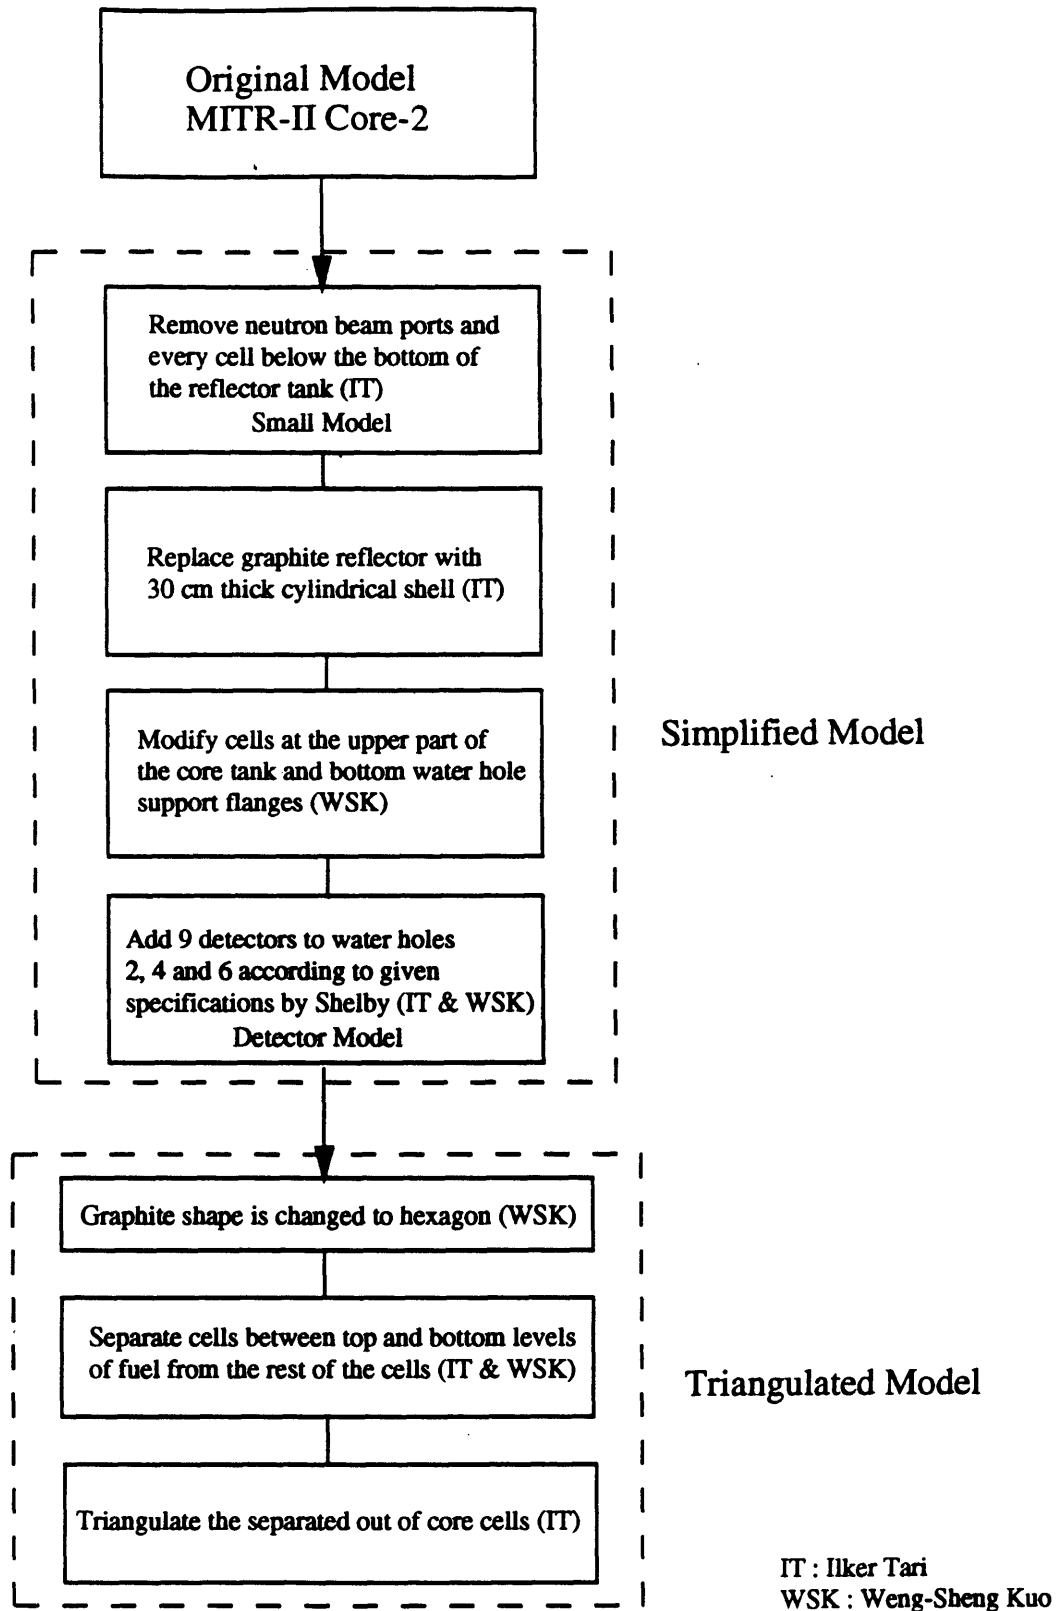 Original Model
MITR-II Core-2
Remove neutron beam ports and
every cell below the bottom of
the reflector tank (IT)
Small Model
Replace graphite reflector with
30 cm thick cylindrical shell (IT)
Modify cells at the upper part of
the core tank and bottom water hole
support flanges (WSK)
Add 9 detectors to water holes
2, 4 and 6 according to given
specifications by Shelby (IT & WSK)
Detector Model
Simplified Model
Graphite shape is changed to hexagon (WSK)
Separate cells between top and bottom levels
of fuel from the rest of the cells (IT & WSK)
Triangulate the separated out of core cells (IT)
Triangulated Model
IT : Ilker Tari
WSK : Weng-Sheng Kuo